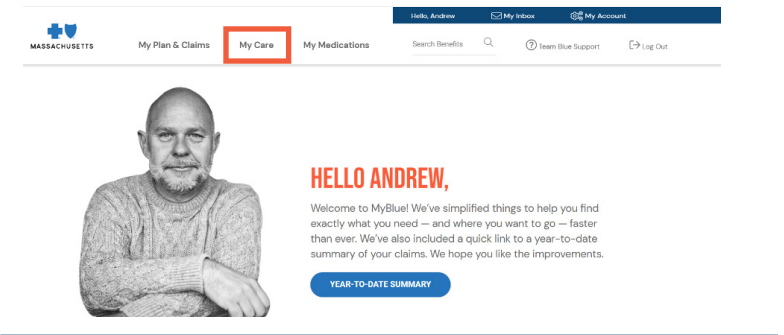 Hello, Andrew My Inbox My Account
MASSACHUSETTS My Plan & Claims My Care My Medications Search Benefits ? Team Blue Support Log Out
HELLO ANDREW,
Welcome to MyBlue! We've simplified things to help you find
exactly what you need — and where you want to go — faster
than ever. We've also included a quick link to a year-to-date
summary of your claims. We hope you like the improvements.
YEAR-TO-DATE SUMMARY